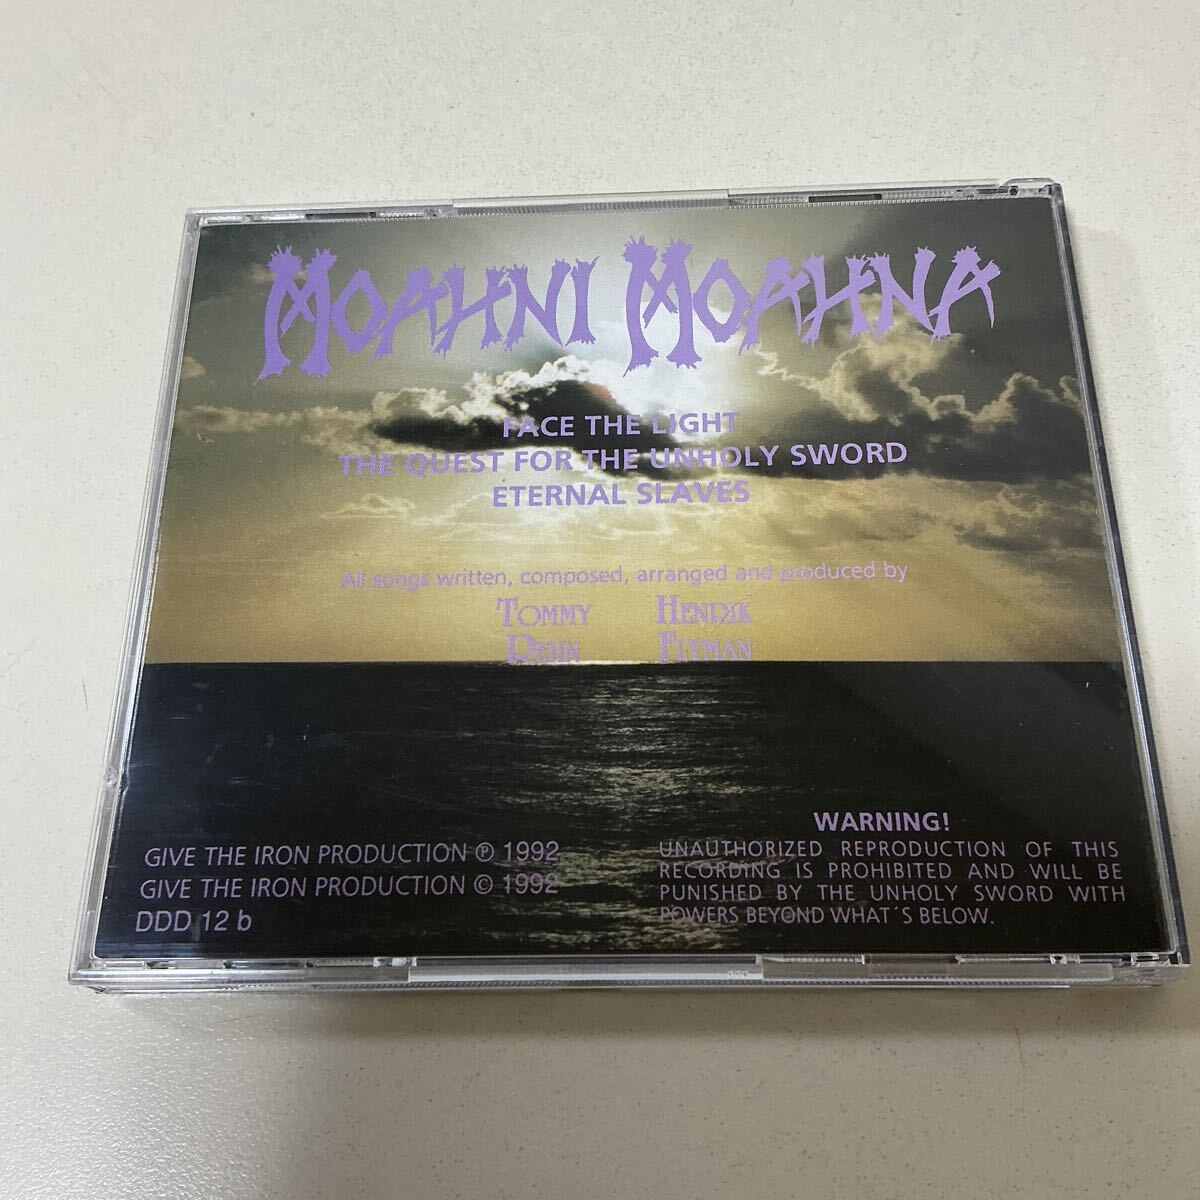 MOAHNI MOAHNA
FACE THE LIGHT
THE QUEST FOR THE UNHOLY SWORD
ETERNAL SLAVES
All songs written, composed, arranged and produced by
TOMMY HENRIK
REHN FLYMAN
GIVE THE IRON PRODUCTION ℗ 1992
GIVE THE IRON PRODUCTION © 1992
DDD 12 b
WARNING!
UNAUTHORIZED REPRODUCTION OF THIS
RECORDING IS PROHIBITED AND WILL BE
PUNISHED BY THE UNHOLY SWORD WITH
POWERS BEYOND WHAT´S BELOW.